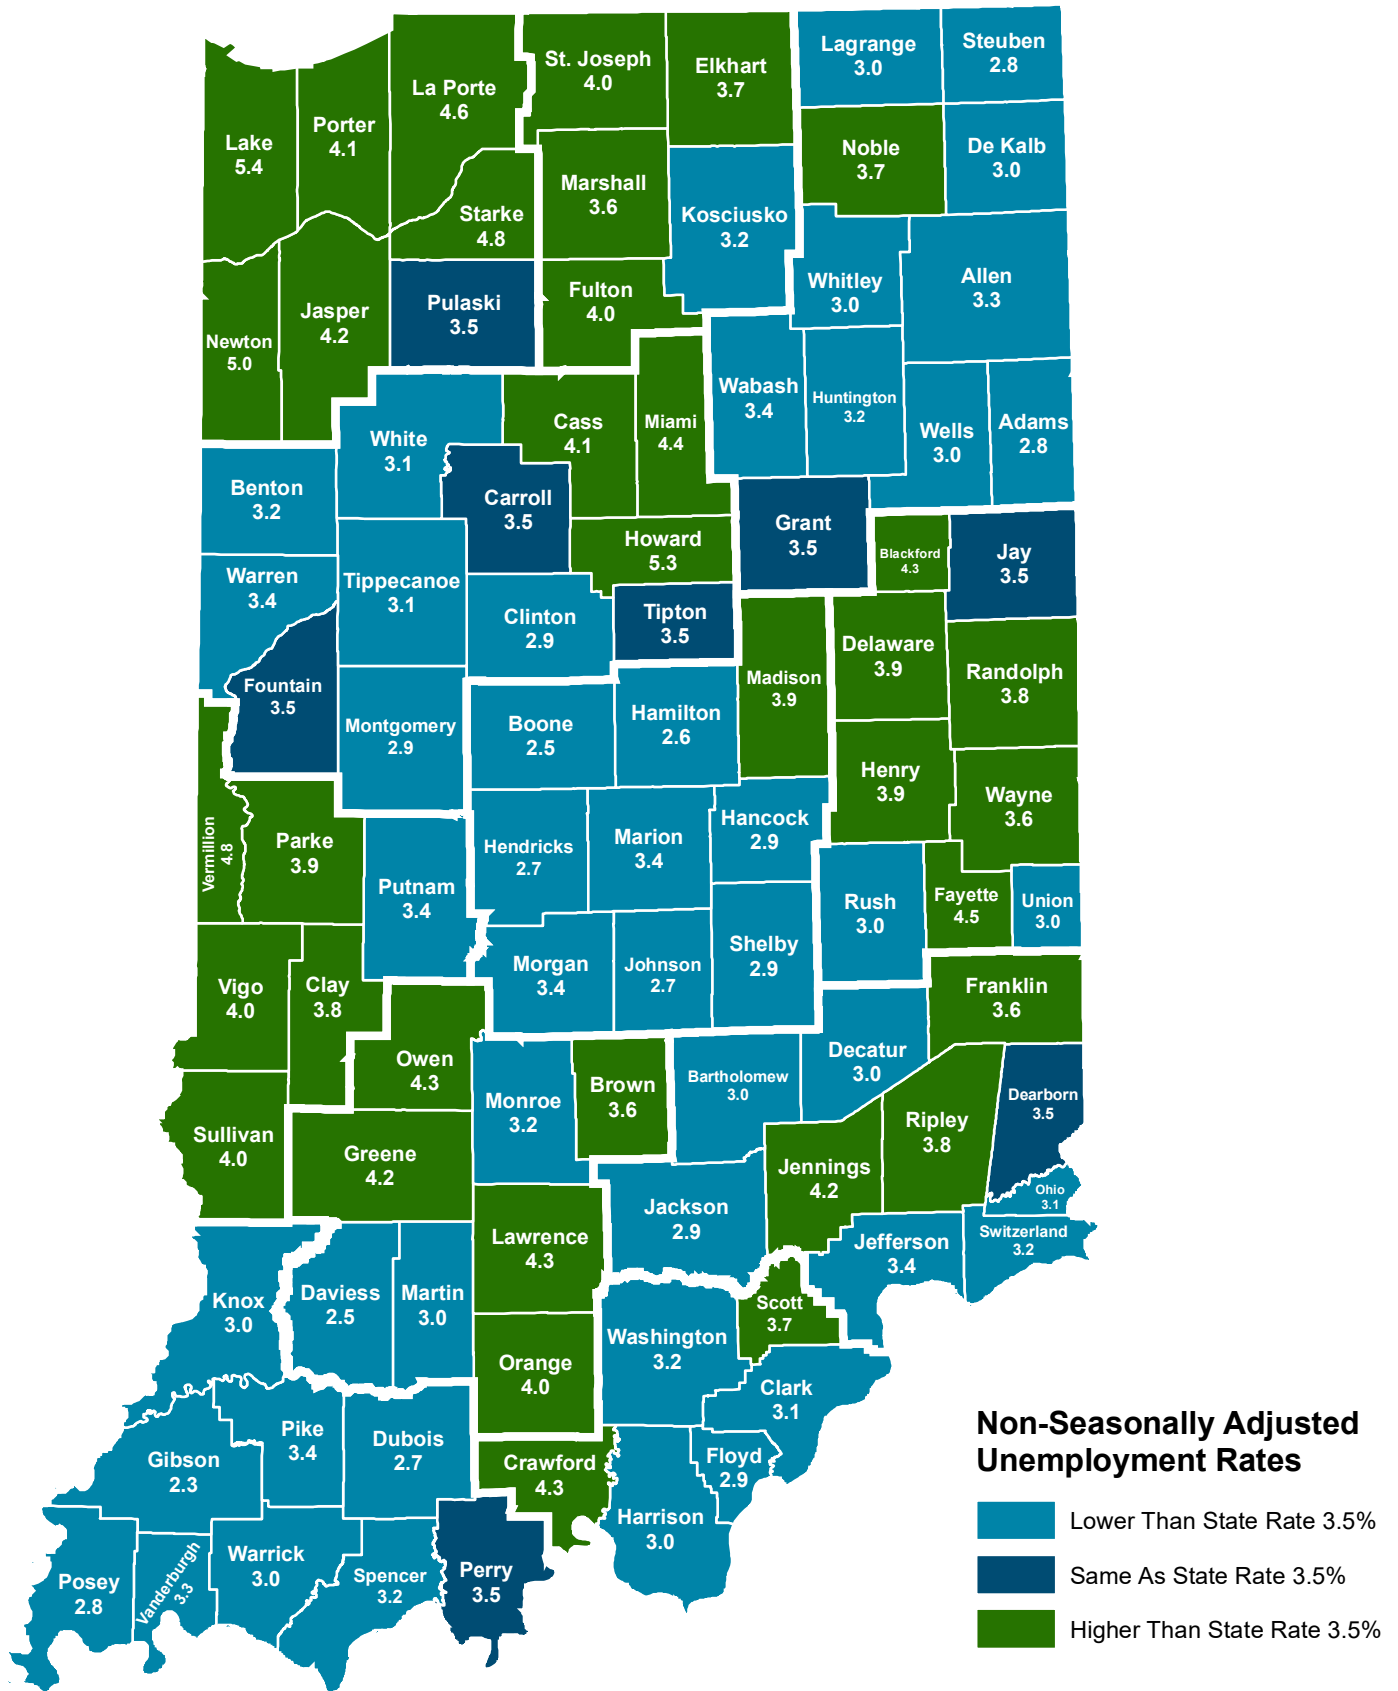 Lagrange
3.0
Steuben
2.8
St. Joseph
4.0
Elkhart
3.7
La Porte
4.6
Porter
4.1
Lake
5.4
Noble
3.7
De Kalb
3.0
Marshall
3.6
Kosciusko
3.2
Starke
4.8
Whitley
3.0
Allen
3.3
Fulton
4.0
Pulaski
3.5
Jasper
4.2
Newton
5.0
Wabash
3.4
Huntington
3.2
Wells
3.0
Adams
2.8
Cass
4.1
Miami
4.4
White
3.1
Benton
3.2
Carroll
3.5
Grant
3.5
Howard
5.3
Blackford
4.3
Jay
3.5
Warren
3.4
Tippecanoe
3.1
Clinton
2.9
Tipton
3.5
Delaware
3.9
Randolph
3.8
Madison
3.9
Fountain
3.5
Montgomery
2.9
Boone
2.5
Hamilton
2.6
Henry
3.9
Wayne
3.6
Vermillion
4.8
Parke
3.9
Hendricks
2.7
Marion
3.4
Hancock
2.9
Putnam
3.4
Rush
3.0
Fayette
4.5
Union
3.0
Shelby
2.9
Morgan
3.4
Johnson
2.7
Vigo
4.0
Clay
3.8
Franklin
3.6
Owen
4.3
Decatur
3.0
Monroe
3.2
Brown
3.6
Bartholomew
3.0
Dearborn
3.5
Ripley
3.8
Sullivan
4.0
Greene
4.2
Jennings
4.2
Ohio
3.1
Jackson
2.9
Switzerland
3.2
Lawrence
4.3
Jefferson
3.4
Knox
3.0
Daviess
2.5
Martin
3.0
Scott
3.7
Washington
3.2
Orange
4.0
Clark
3.1
Pike
3.4
Dubois
2.7
Gibson
2.3
Crawford
4.3
Floyd
2.9
Harrison
3.0
Posey
2.8
Vanderburgh
3.3
Warrick
3.0
Spencer
3.2
Perry
3.5
Non-Seasonally Adjusted
Unemployment Rates
Lower Than State Rate 3.5%
Same As State Rate 3.5%
Higher Than State Rate 3.5%